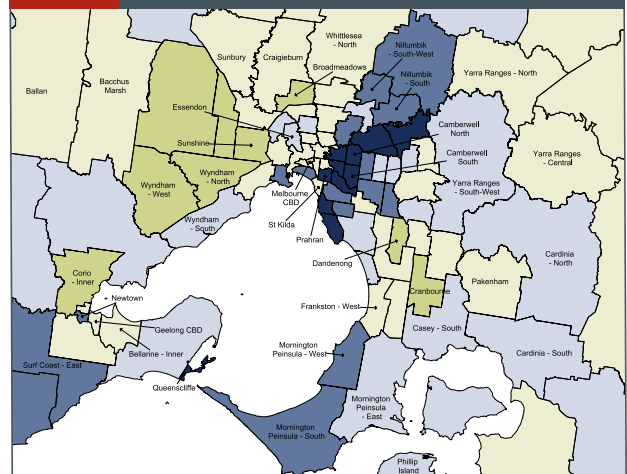 Whittlesea
- North
Nillumbik
- South-West
Sunbury
Craigieburn
Broadmeadows
Nillumbik
- South
Yarra Ranges - North
Bacchus
Marsh
Ballan
Essendon
Camberwell
North
Sunshine
Camberwell
South
Yarra
Ranges -
Central
Wyndham
- North
Wyndham
- West
Yarra Ranges
- South-West
Melbourne
CBD
Wyndham
- South
St Kilda
Prahran
Cardinia
- North
Dandenong
Corio
- Inner
Pakenham
Cranbourne
Newtown
Frankston - West
Geelong CBD
Casey - South
Bellarine - Inner
Mornington
Peinsula - West
Cardinia - South
Surf Coast - East
Queenscliffe
Mornington
Peinsula
- East
Mornington
Peinsula - South
Phillip
Island